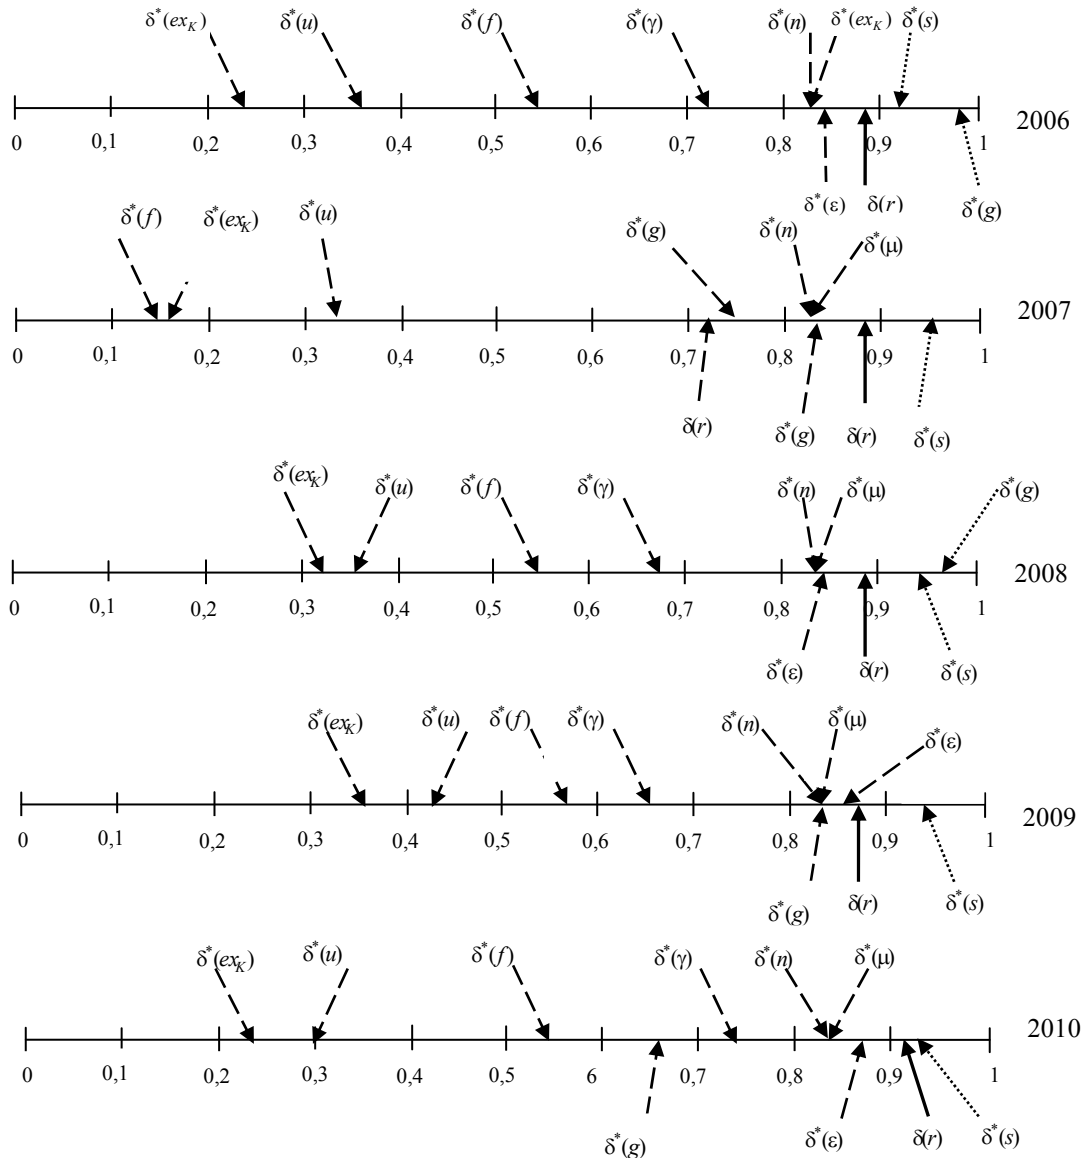 δ*(ex_K) δ*(u) δ*(f) δ*(γ) δ*(n) δ*(ex_K) δ*(s)
0 0,1 0,2 0,3 0,4 0,5 0,6 0,7 0,8 0,9 1 2006
δ*(ε) δ(r) δ*(g)
δ*(f) δ*(ex_K) δ*(u) δ*(g) δ*(n) δ*(μ)
0 0,1 0,2 0,3 0,4 0,5 0,6 0,7 0,8 0,9 1 2007
δ(r) δ*(g) δ(r) δ*(s)
δ*(ex_K) δ*(u) δ*(f) δ*(γ) δ*(n) δ*(μ) δ*(g)
0 0,1 0,2 0,3 0,4 0,5 0,6 0,7 0,8 0,9 1 2008
δ*(ε) δ(r) δ*(s)
δ*(ex_K) δ*(u) δ*(f) δ*(γ) δ*(n) δ*(μ) δ*(ε)
0 0,1 0,2 0,3 0,4 0,5 0,6 0,7 0,8 0,9 1 2009
δ*(g) δ(r) δ*(s)
δ*(ex_K) δ*(u) δ*(f) δ*(γ) δ*(n) δ*(μ)
0 0,1 0,2 0,3 0,4 0,5 6 0,7 0,8 0,9 1 2010
δ*(g) δ*(ε) δ(r) δ*(s)